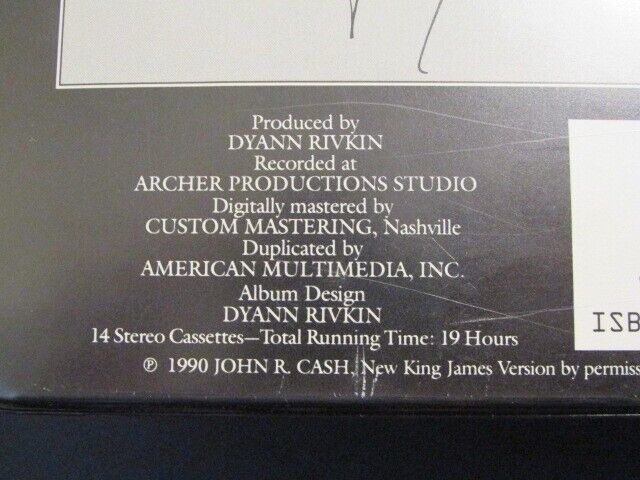 Produced by
DYANN RIVKIN
Recorded at
ARCHER PRODUCTIONS STUDIO
Digitally mastered by
CUSTOM MASTERING, Nashville
Duplicated by
AMERICAN MULTIMEDIA, INC.
Album Design
DYANN RIVKIN
14 Stereo Cassettes—Total Running Time: 19 Hours
ISB
℗ 1990 JOHN R. CASH, New King James Version by permiss